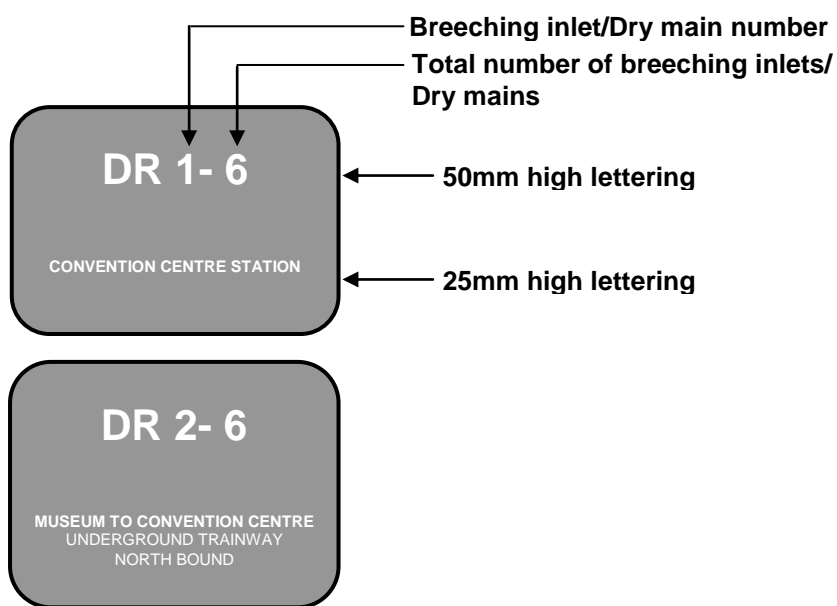 Breeching inlet/Dry main number
Total number of breeching inlets/
Dry mains
DR 1- 6
50mm high lettering
CONVENTION CENTRE STATION
25mm high lettering
DR 2- 6
MUSEUM TO CONVENTION CENTRE
UNDERGROUND TRAINWAY
NORTH BOUND